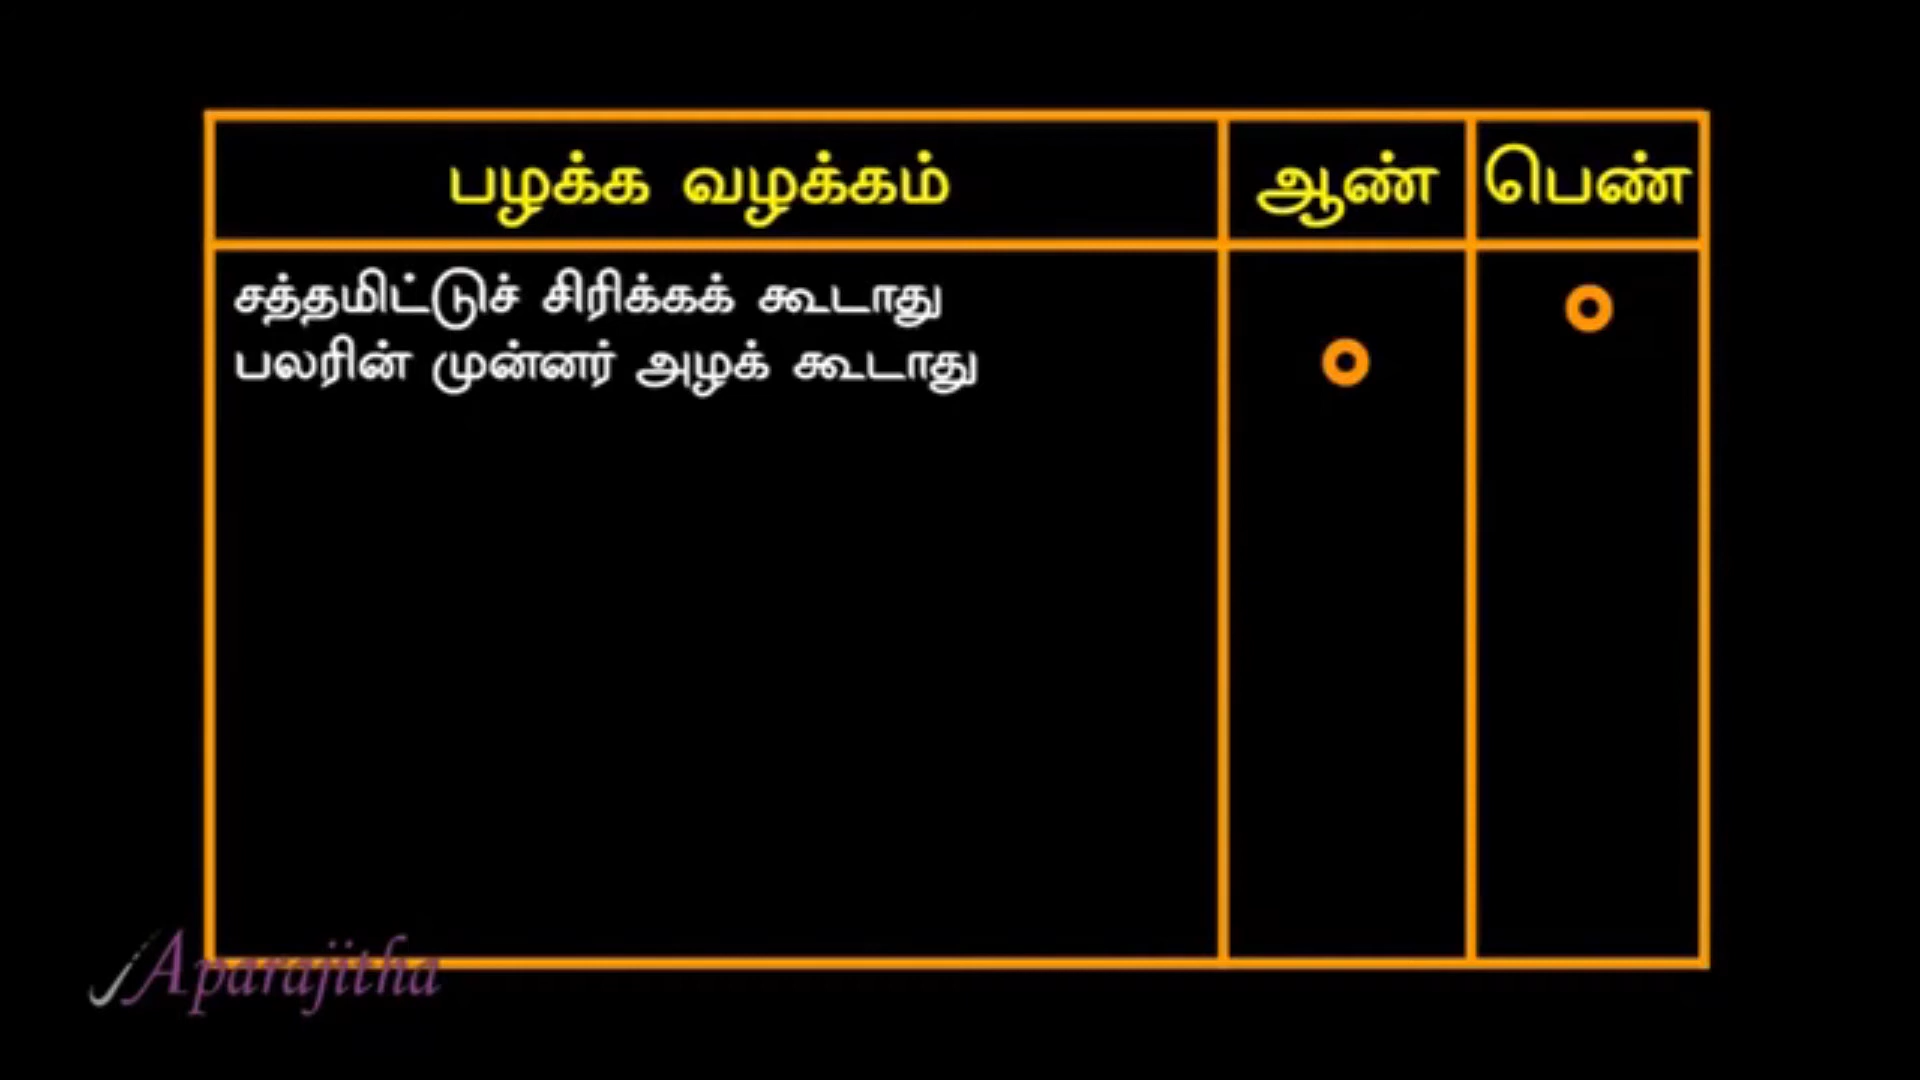 பழக்க வழக்கம் ஆண் பெண்
சத்தமிட்டுச் சிரிக்கக் கூடாது
பலரின் முன்னர் அழக் கூடாது
Aparajitha